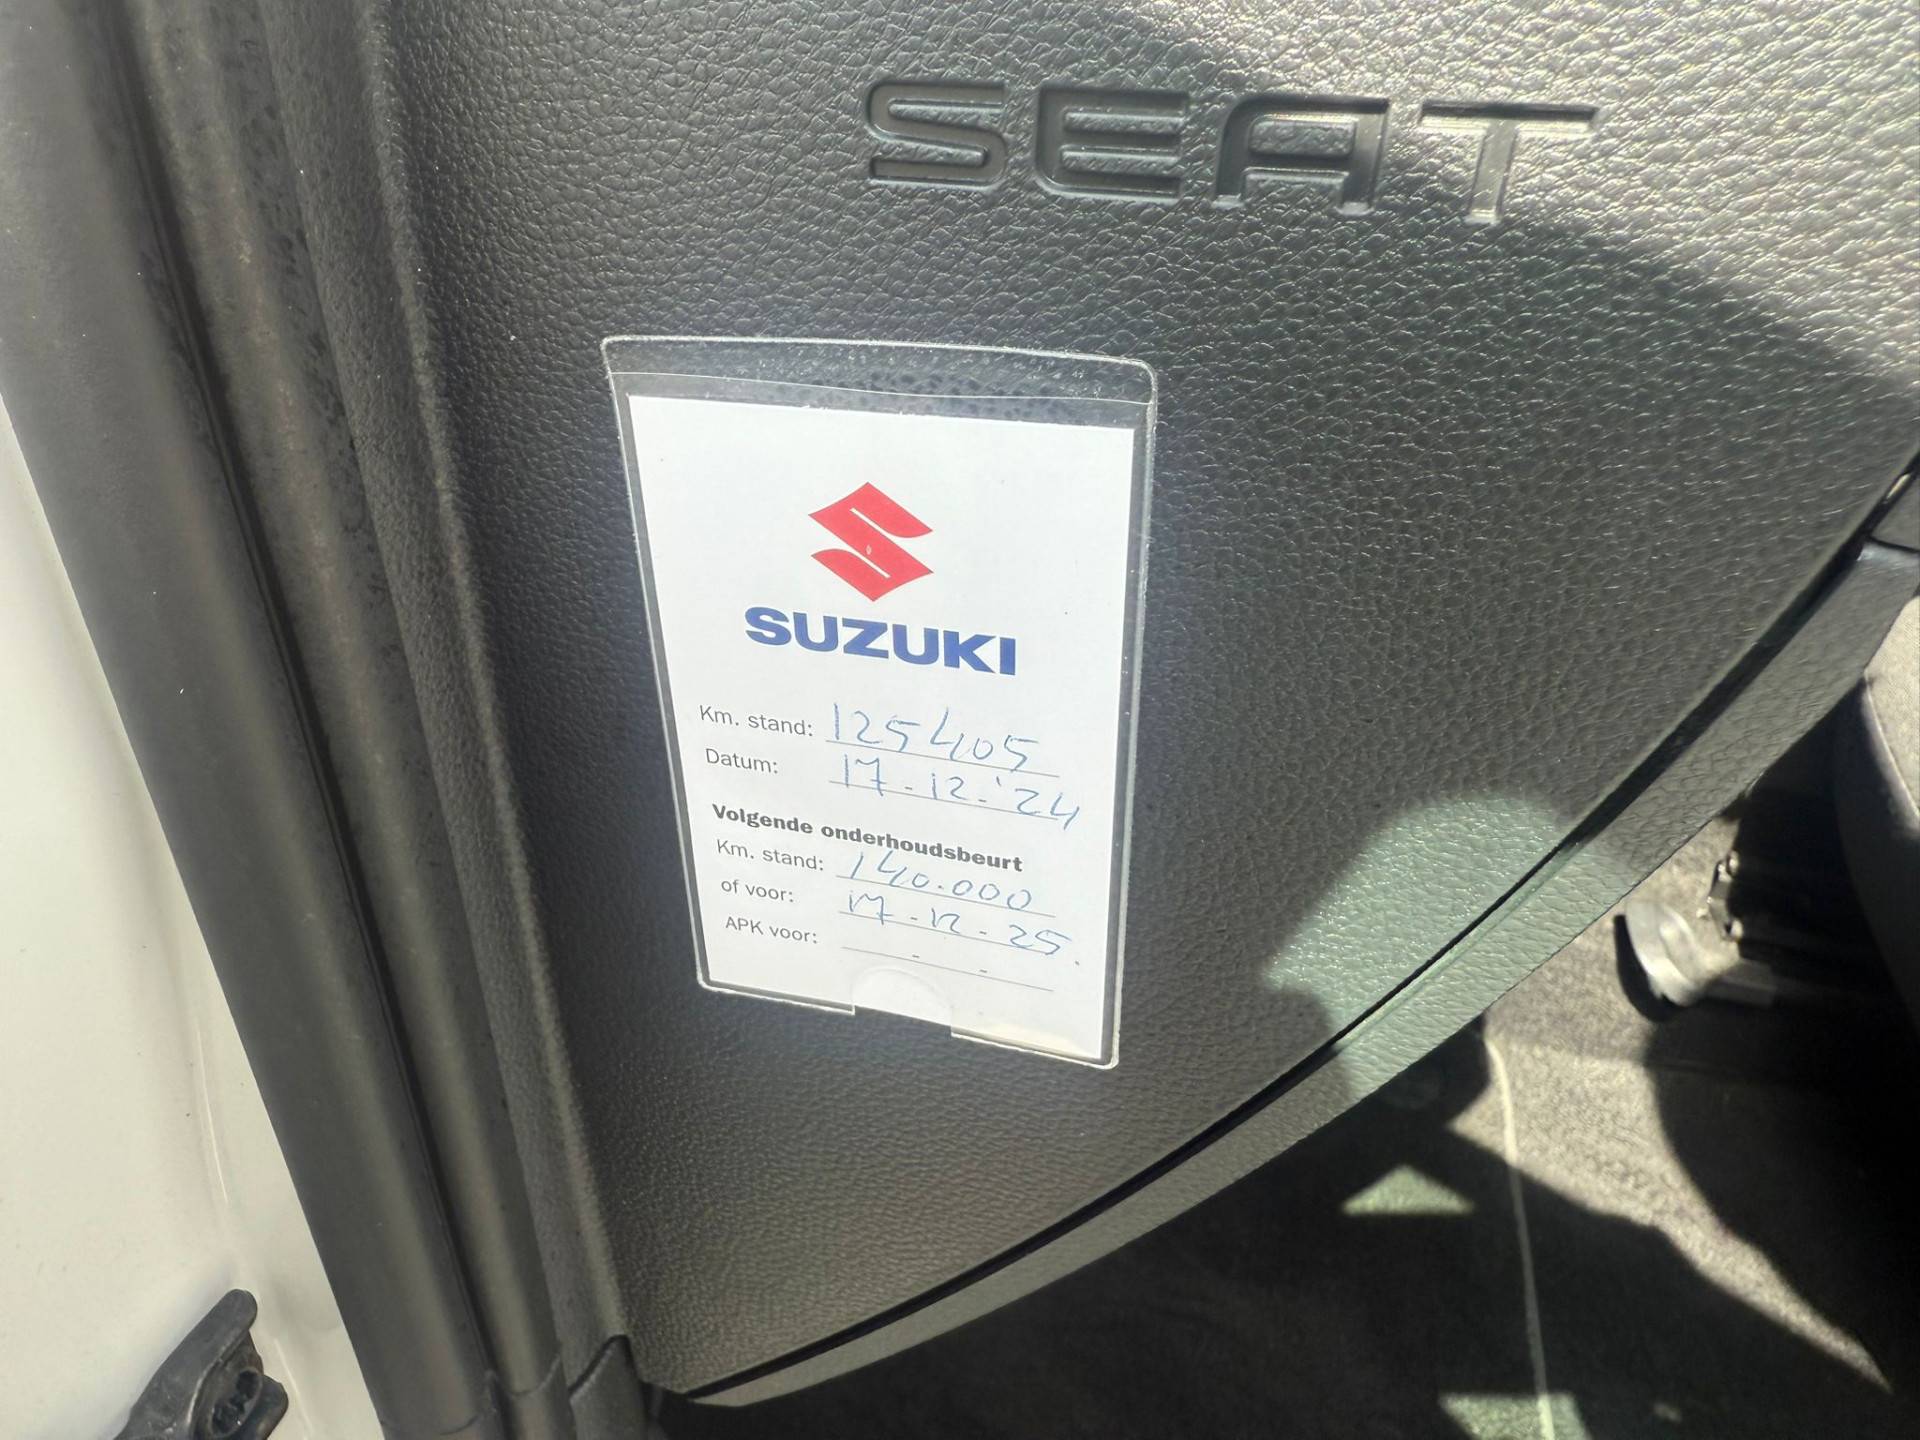 SEAT
SUZUKI
Km. stand: 125405
Datum: 17-12-'24
Volgende onderhoudsbeurt
Km. stand: 140.000
of voor: 17-12-25.
APK voor: - -